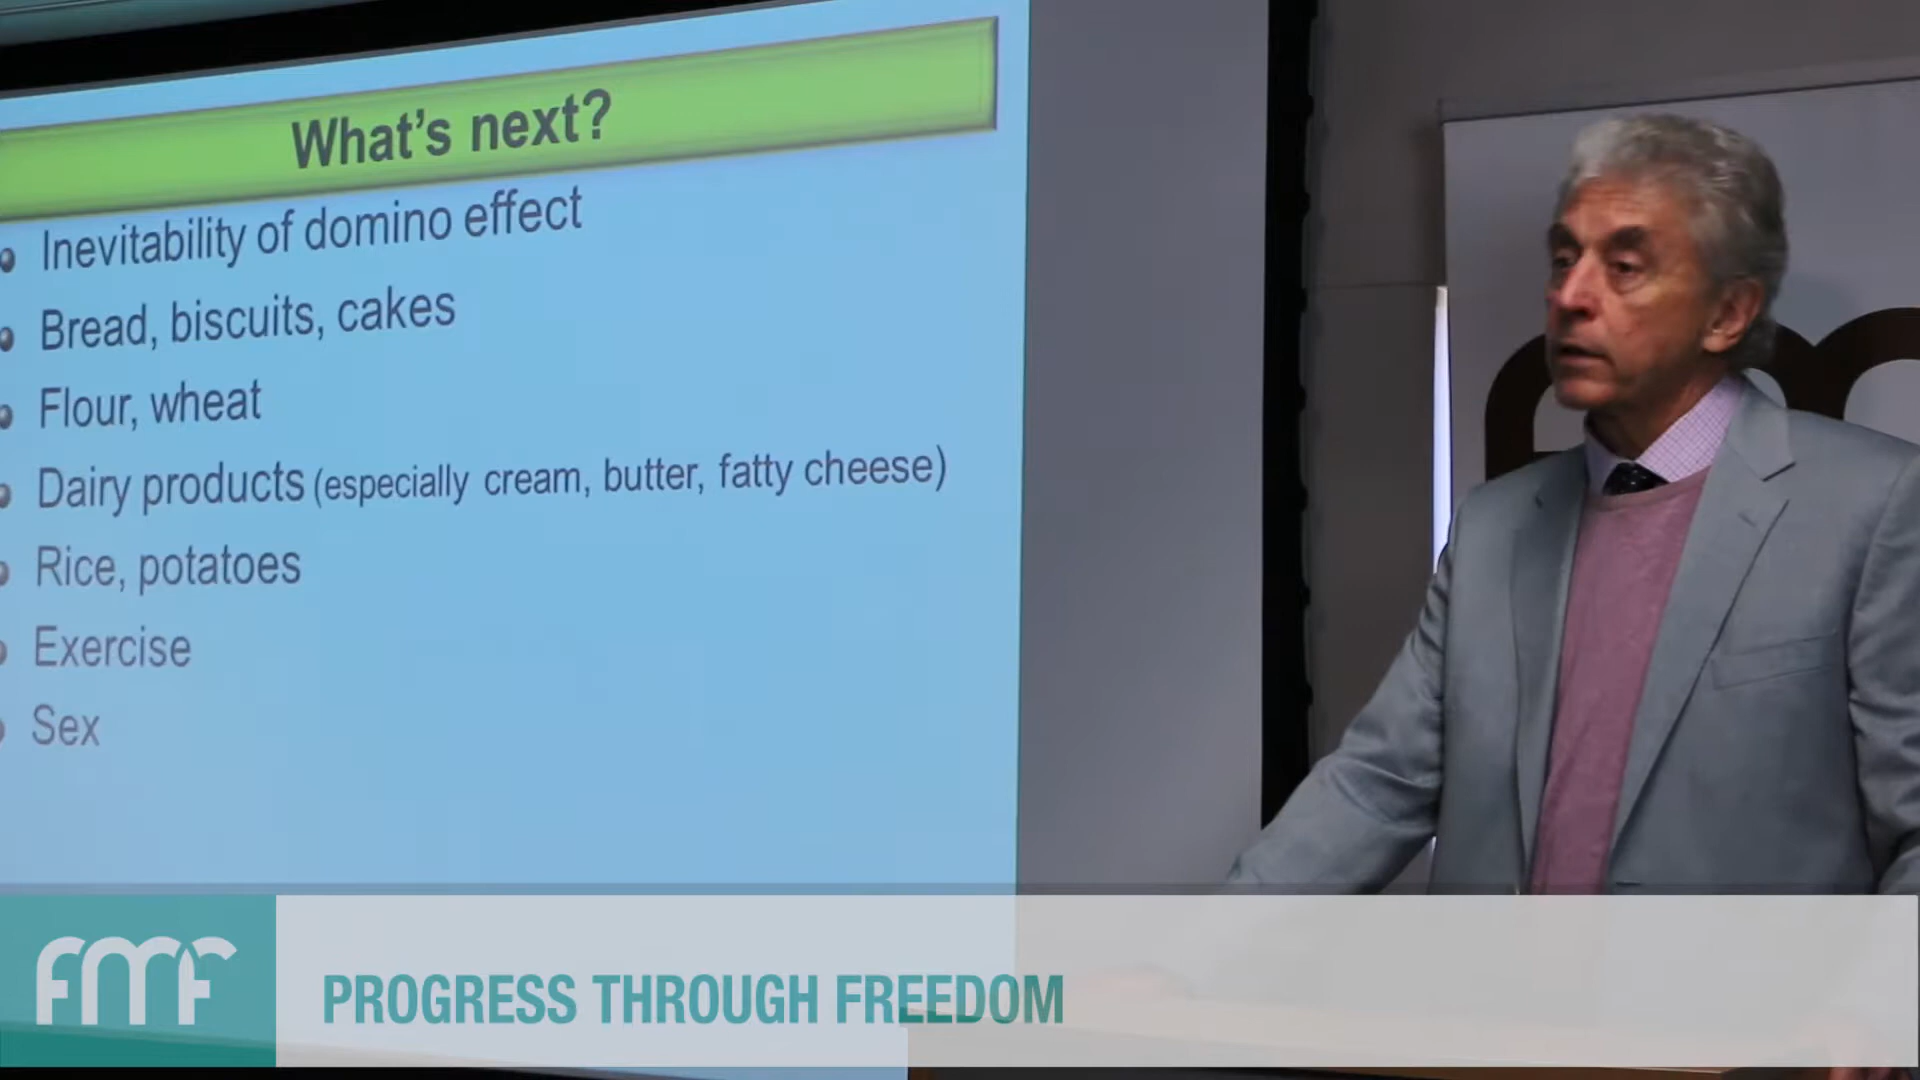 What's next?
Inevitability of domino effect
Bread, biscuits, cakes
Flour, wheat
Dairy products (especially cream, butter, fatty cheese)
Rice, potatoes
Exercise
Sex
FMF
PROGRESS THROUGH FREEDOM